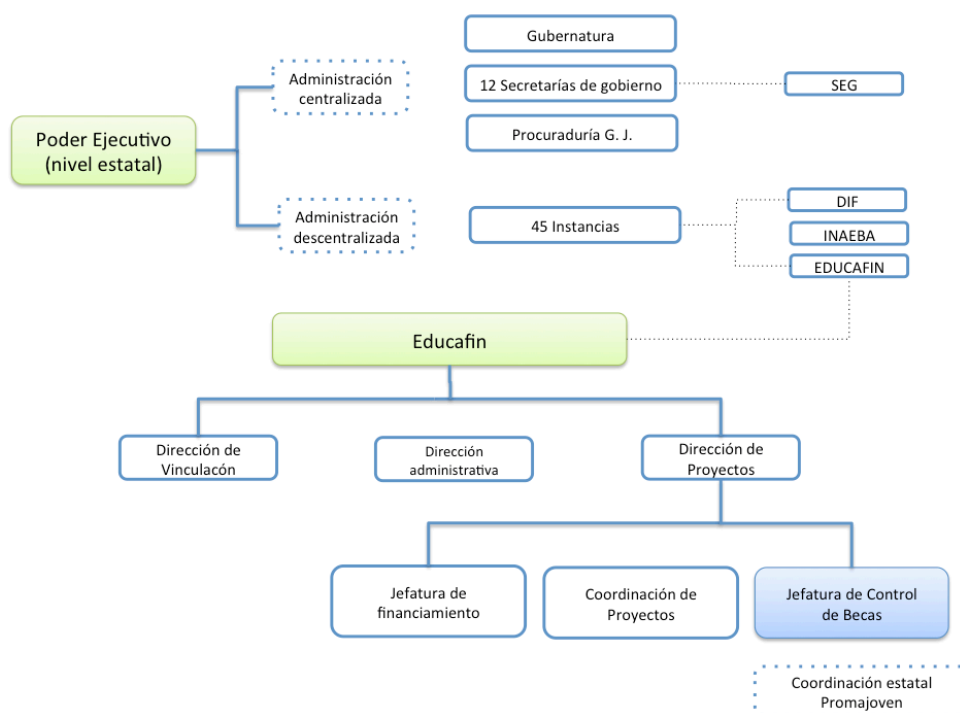 Gubernatura
Administración
centralizada
12 Secretarías de gobierno
SEG
Poder Ejecutivo
(nivel estatal)
Procuraduría G. J.
Administración
descentralizada
45 Instancias
DIF
INAEBA
EDUCAFIN
Educafin
Dirección de
Vinculacón
Dirección
administrativa
Dirección de
Proyectos
Jefatura de
financiamiento
Coordinación de
Proyectos
Jefatura de Control
de Becas
Coordinación estatal
Promajoven